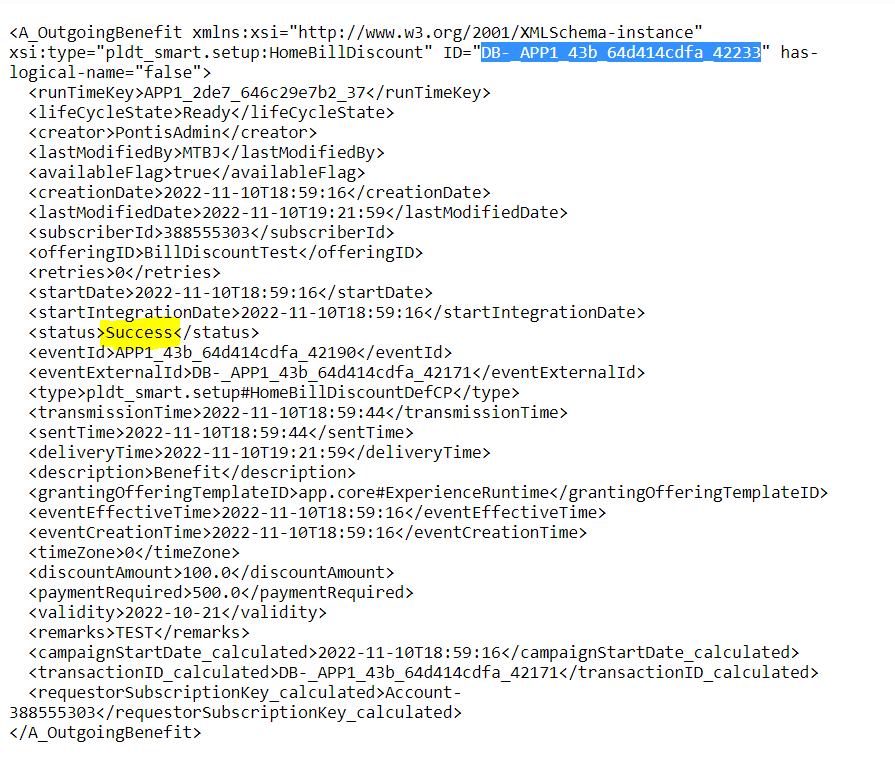 <A_OutgoingBenefit xmlns:xsi="http://www.w3.org/2001/XMLSchema-instance"
xsi:type="pldt_smart.setup:HomeBillDiscount" ID="DB-_APP1_43b_64d414cdfa_42233" has-
logical-name="false">
  <runTimeKey>APP1_2de7_646c29e7b2_37</runTimeKey>
  <lifeCycleState>Ready</lifeCycleState>
  <creator>PontisAdmin</creator>
  <lastModifiedBy>MTBJ</lastModifiedBy>
  <availableFlag>true</availableFlag>
  <creationDate>2022-11-10T18:59:16</creationDate>
  <lastModifiedDate>2022-11-10T19:21:59</lastModifiedDate>
  <subscriberId>388555303</subscriberId>
  <offeringID>BillDiscountTest</offeringID>
  <retries>0</retries>
  <startDate>2022-11-10T18:59:16</startDate>
  <startIntegrationDate>2022-11-10T18:59:16</startIntegrationDate>
  <status>Success</status>
  <eventId>APP1_43b_64d414cdfa_42190</eventId>
  <eventExternalId>DB-_APP1_43b_64d414cdfa_42171</eventExternalId>
  <type>pldt_smart.setup#HomeBillDiscountDefCP</type>
  <transmissionTime>2022-11-10T18:59:44</transmissionTime>
  <sentTime>2022-11-10T18:59:44</sentTime>
  <deliveryTime>2022-11-10T19:21:59</deliveryTime>
  <description>Benefit</description>
  <grantingOfferingTemplateID>app.core#ExperienceRuntime</grantingOfferingTemplateID>
  <eventEffectiveTime>2022-11-10T18:59:16</eventEffectiveTime>
  <eventCreationTime>2022-11-10T18:59:16</eventCreationTime>
  <timeZone>0</timeZone>
  <discountAmount>100.0</discountAmount>
  <paymentRequired>500.0</paymentRequired>
  <validity>2022-10-21</validity>
  <remarks>TEST</remarks>
  <campaignStartDate_calculated>2022-11-10T18:59:16</campaignStartDate_calculated>
  <transactionID_calculated>DB-_APP1_43b_64d414cdfa_42171</transactionID_calculated>
  <requestorSubscriptionKey_calculated>Account-
388555303</requestorSubscriptionKey_calculated>
</A_OutgoingBenefit>